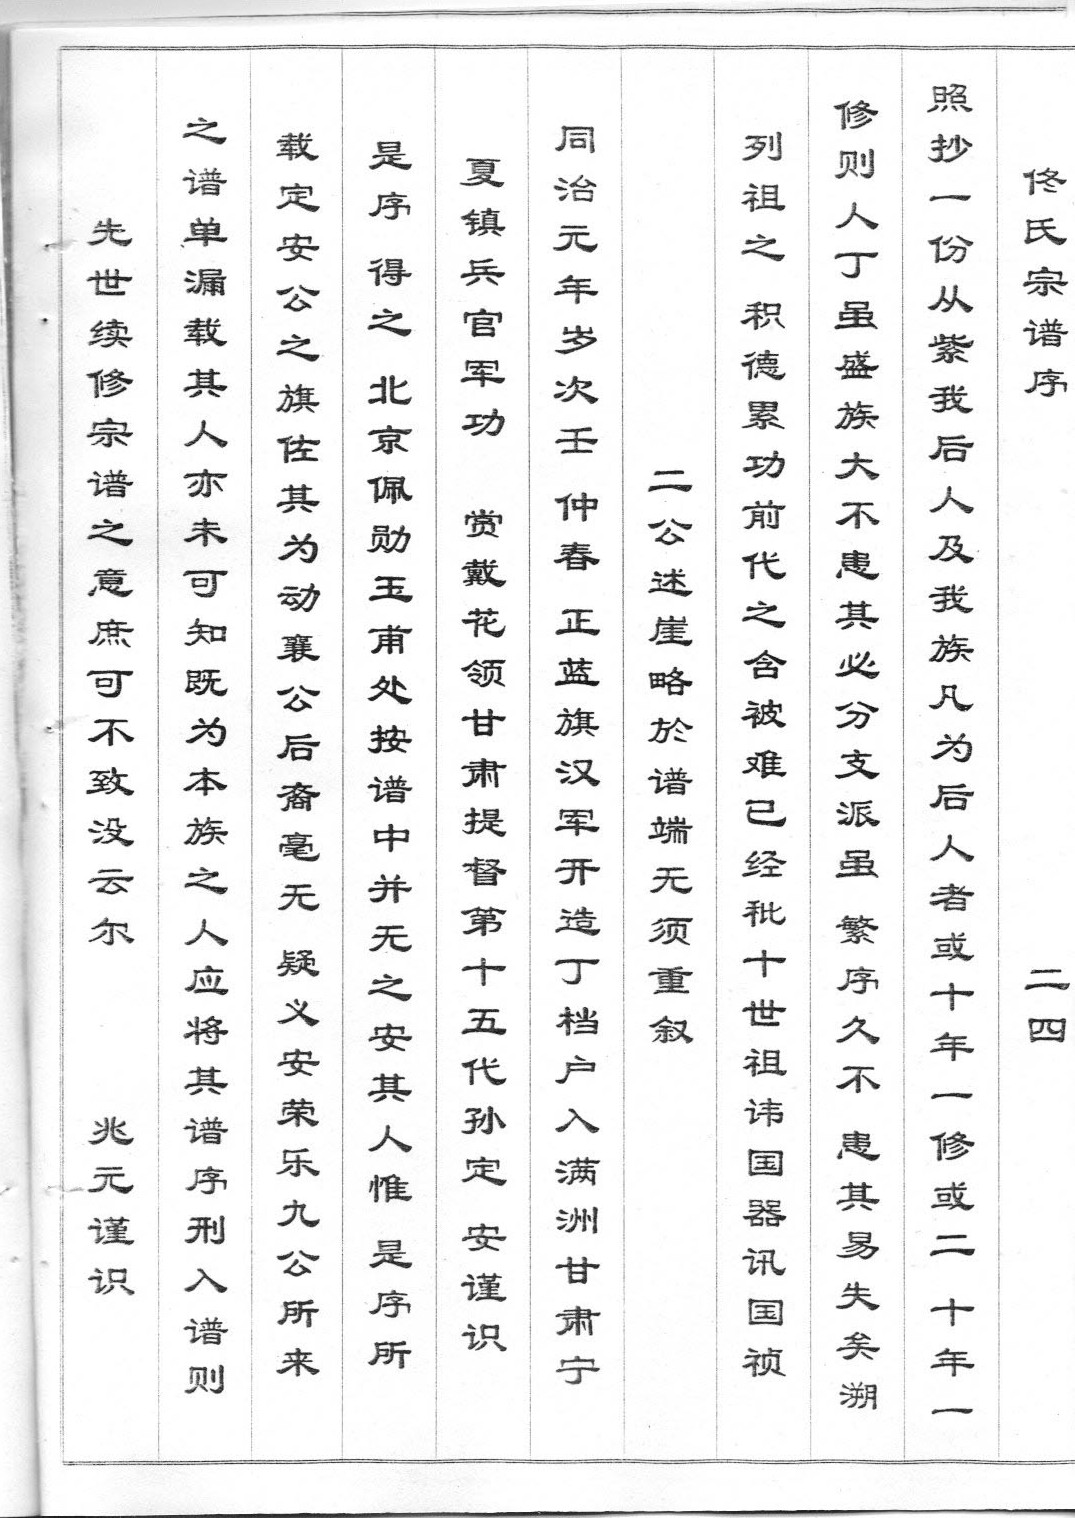 佟氏宗谱序 二四
照抄一份从紫我后人及我族凡为后人者或十年一修或二 十年一
修则人丁虽盛族大不患其必分支派虽 繁序久不 患其易失矣溯
列祖之 积德累功前代之含被难已经秕十世祖讳国器讯国祯
二公述崖略於谱端无须重叙
同治元年岁次壬 仲春 正蓝旗汉军开造丁档户入满洲甘肃宁
夏镇兵官军功 赏戴花领甘肃提督第十五代孙定 安谨识
是序 得之 北京佩勋玉甫处按谱中并无之安其人惟 是序所
载定安公之旗佐其为动襄公后裔毫无 疑义安荣乐九公所来
之谱单漏载其人亦未可知既为本族之人应将其谱序刑入谱则
先世续修宗谱之意庶可不致没云尔 兆元谨识